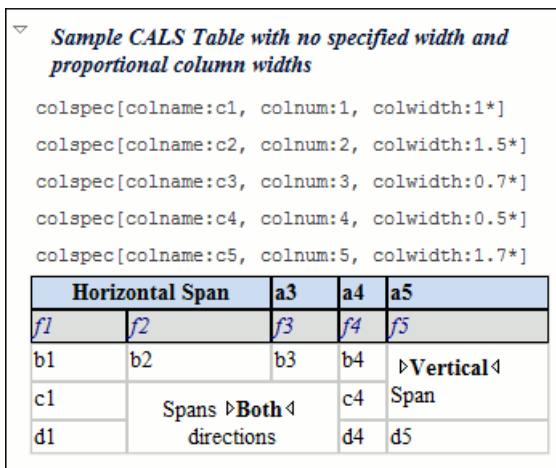 Sample CALS Table with no specified width and
proportional column widths
colspec[colname:c1, colnum:1, colwidth:1*]
colspec[colname:c2, colnum:2, colwidth:1.5*]
colspec[colname:c3, colnum:3, colwidth:0.7*]
colspec[colname:c4, colnum:4, colwidth:0.5*]
colspec[colname:c5, colnum:5, colwidth:1.7*]
Horizontal Span a3 a4 a5
f1 f2 f3 f4 f5
b1 b2 b3 b4 Vertical
Span
c1 Spans Both c4
directions
d1 d4 d5